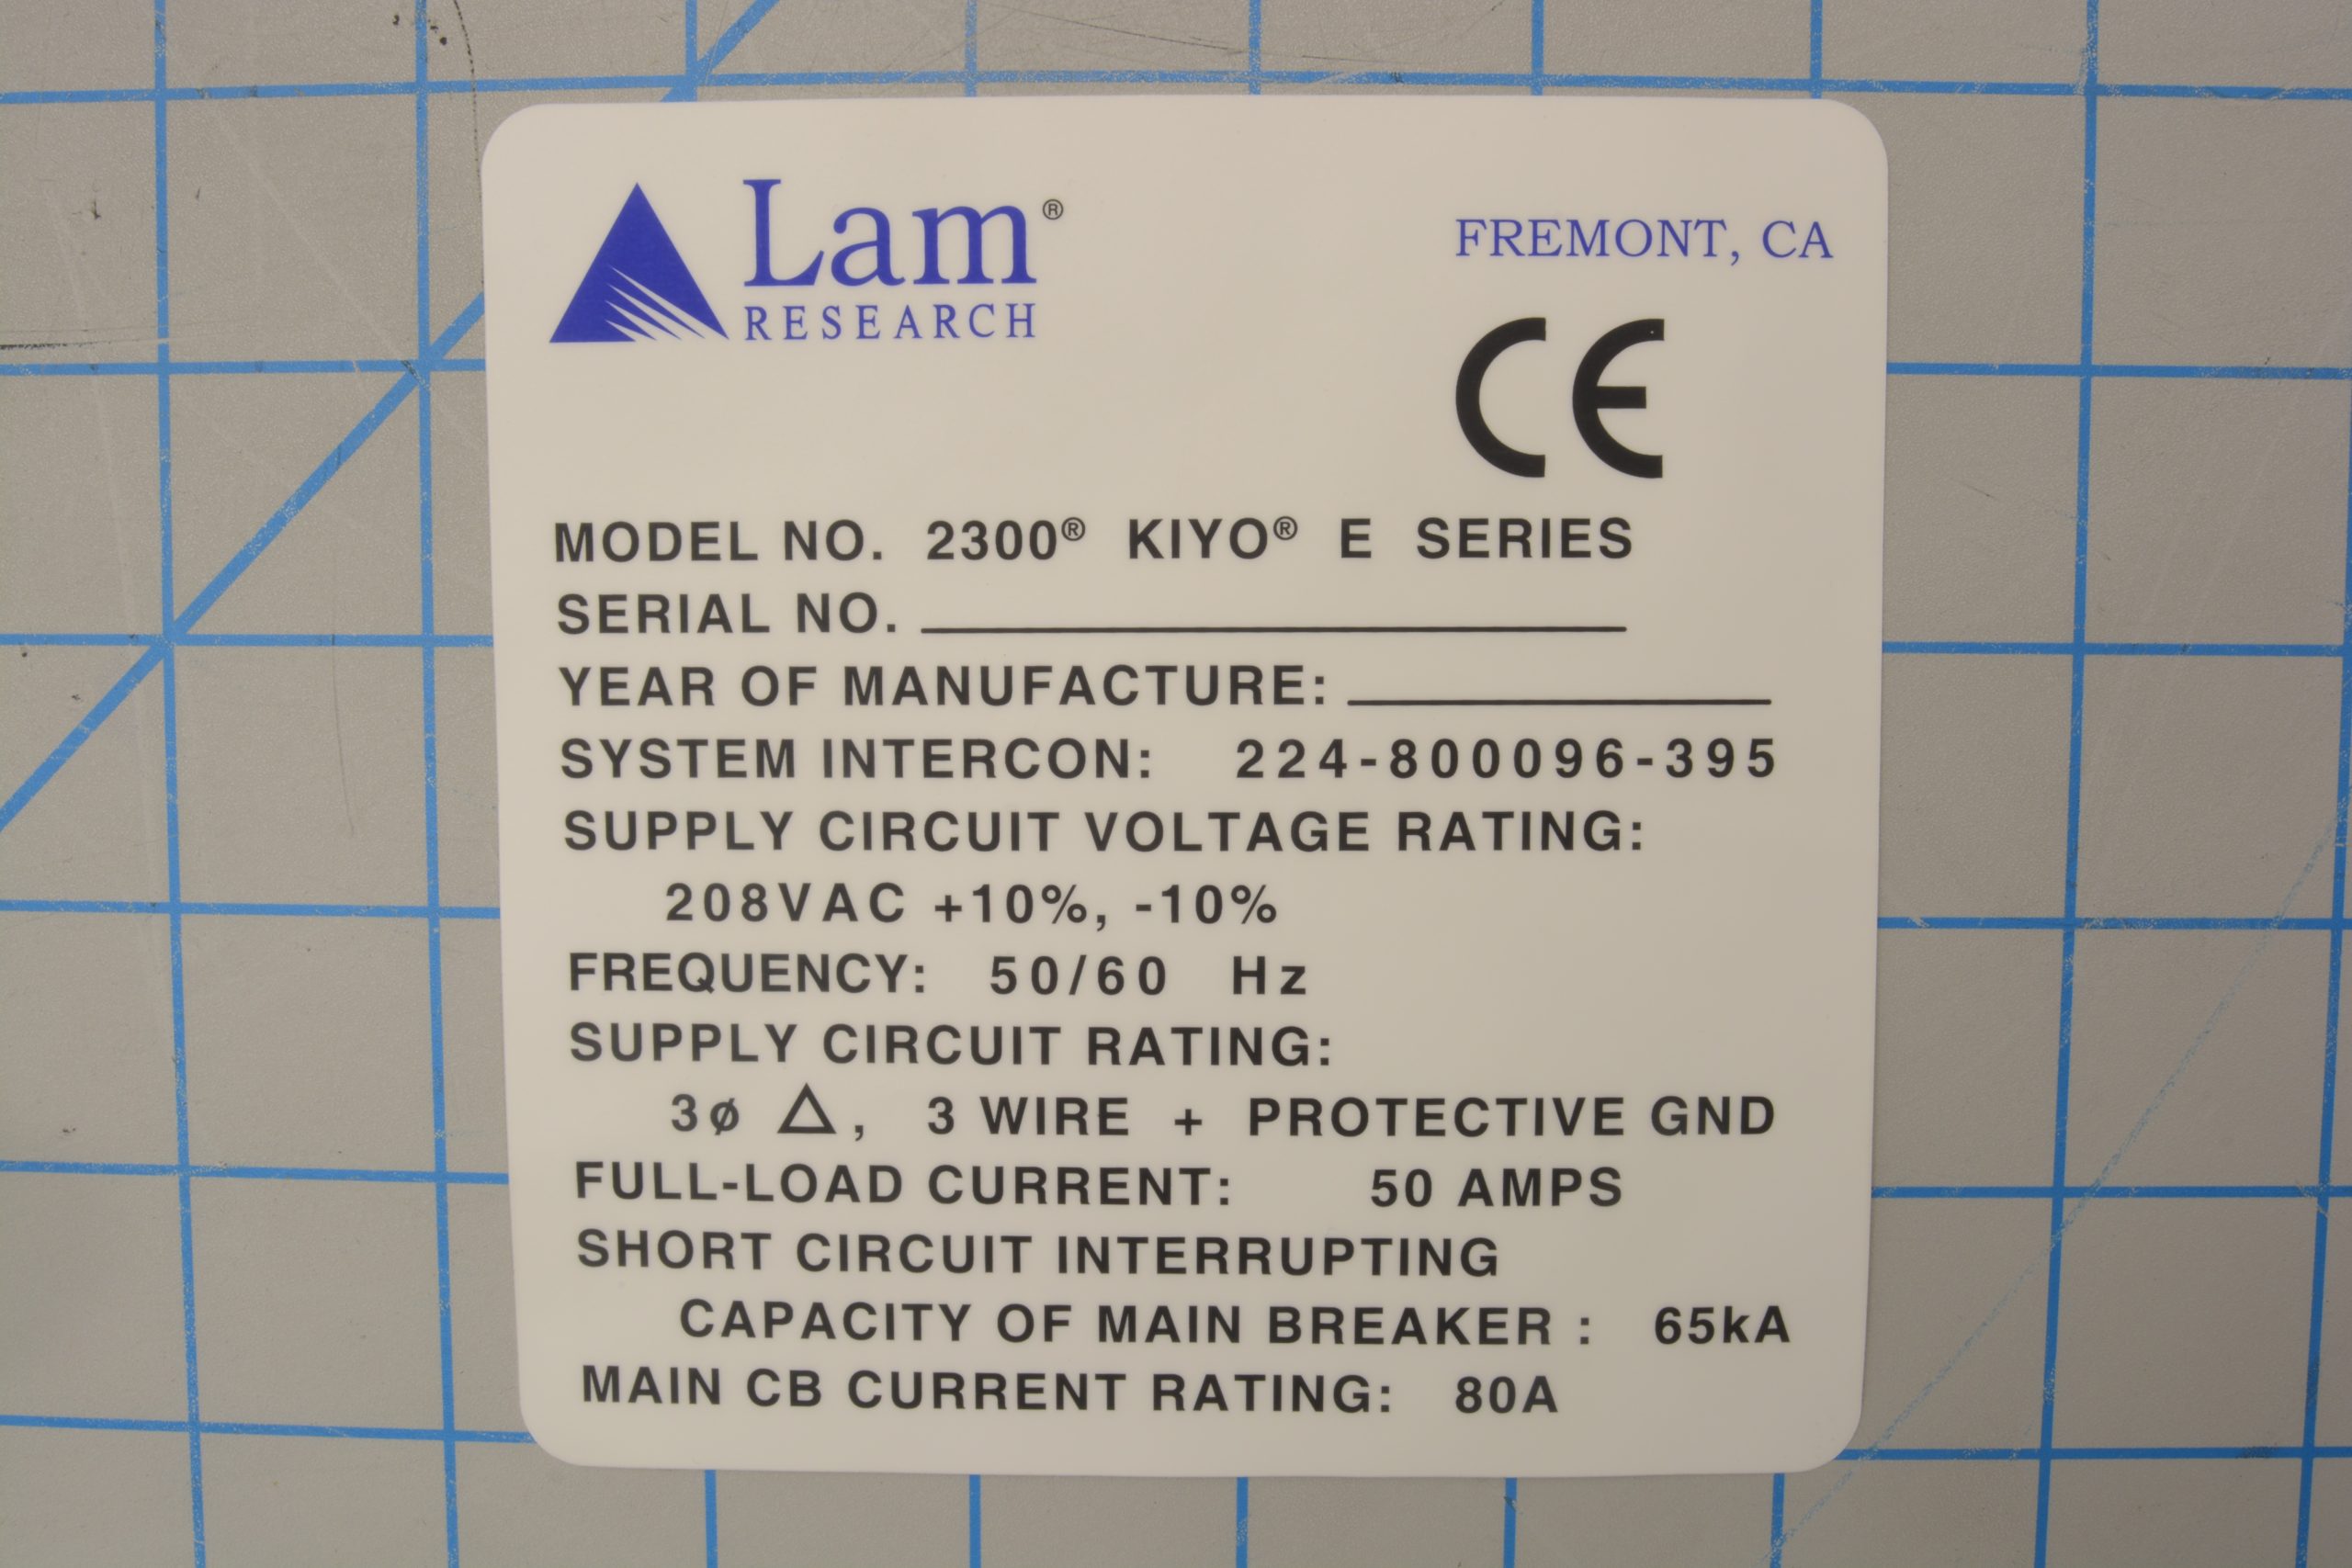 Lam®
RESEARCH
FREMONT, CA
CE
MODEL NO. 2300® KIYO® E SERIES
SERIAL NO. ____________________
YEAR OF MANUFACTURE: ____________
SYSTEM INTERCON: 224-800096-395
SUPPLY CIRCUIT VOLTAGE RATING:
208VAC +10%, -10%
FREQUENCY: 50/60 Hz
SUPPLY CIRCUIT RATING:
3ø △, 3 WIRE + PROTECTIVE GND
FULL-LOAD CURRENT: 50 AMPS
SHORT CIRCUIT INTERRUPTING
CAPACITY OF MAIN BREAKER : 65kA
MAIN CB CURRENT RATING: 80A